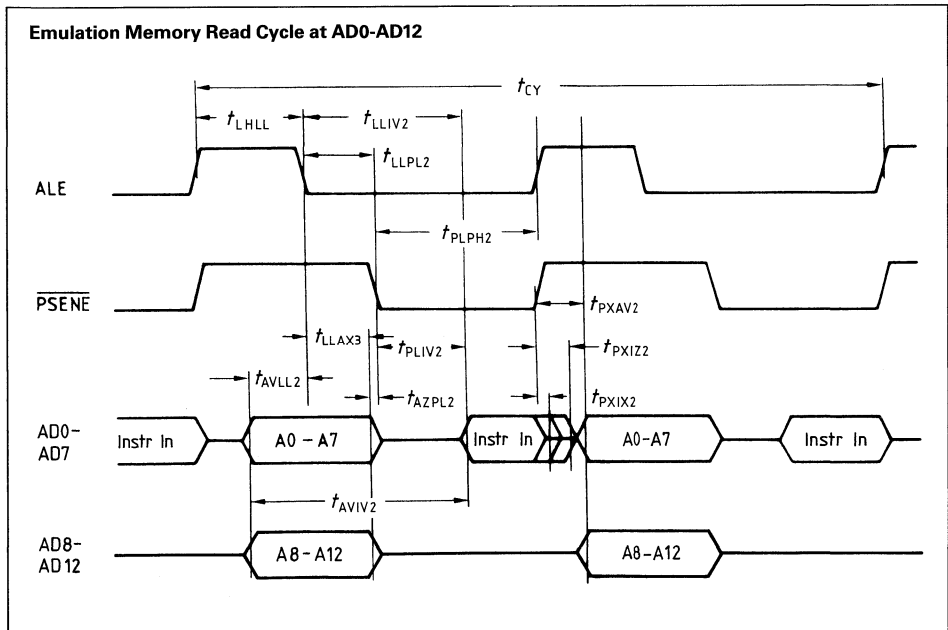 Emulation Memory Read Cycle at AD0-AD12
tCY
tLHLL
tLLIV2
tLLPL2
ALE
tPLPH2
PSENE
tPXAV2
tLLAX3
tPLIV2
tPXIZ2
tAVLL2
tAZPL2
tPXIX2
AD0-
AD7
Instr In
A0 - A7
Instr In
A0-A7
Instr In
tAVIV2
AD8-
AD12
A8-A12
A8-A12